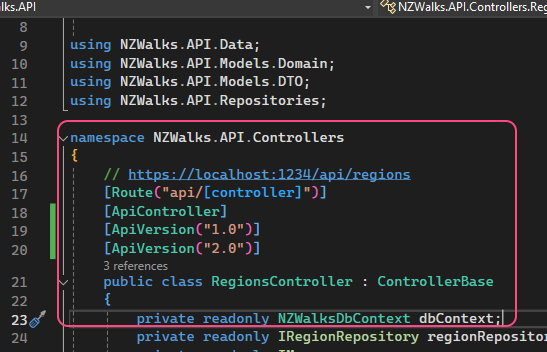 lks.API
NZWalks.API.Controllers.Reg
8
9 using NZWalks.API.Data;
10 using NZWalks.API.Models.Domain;
11 using NZWalks.API.Models.DTO;
12 using NZWalks.API.Repositories;
13
14 namespace NZWalks.API.Controllers
15 {
16 // https://localhost:1234/api/regions
17 [Route("api/[controller]")]
18 [ApiController]
19 [ApiVersion("1.0")]
20 [ApiVersion("2.0")]
3 references
21 public class RegionsController : ControllerBase
22 {
23 private readonly NZWalksDbContext dbContext;
24 private readonly IRegionRepository regionReposito